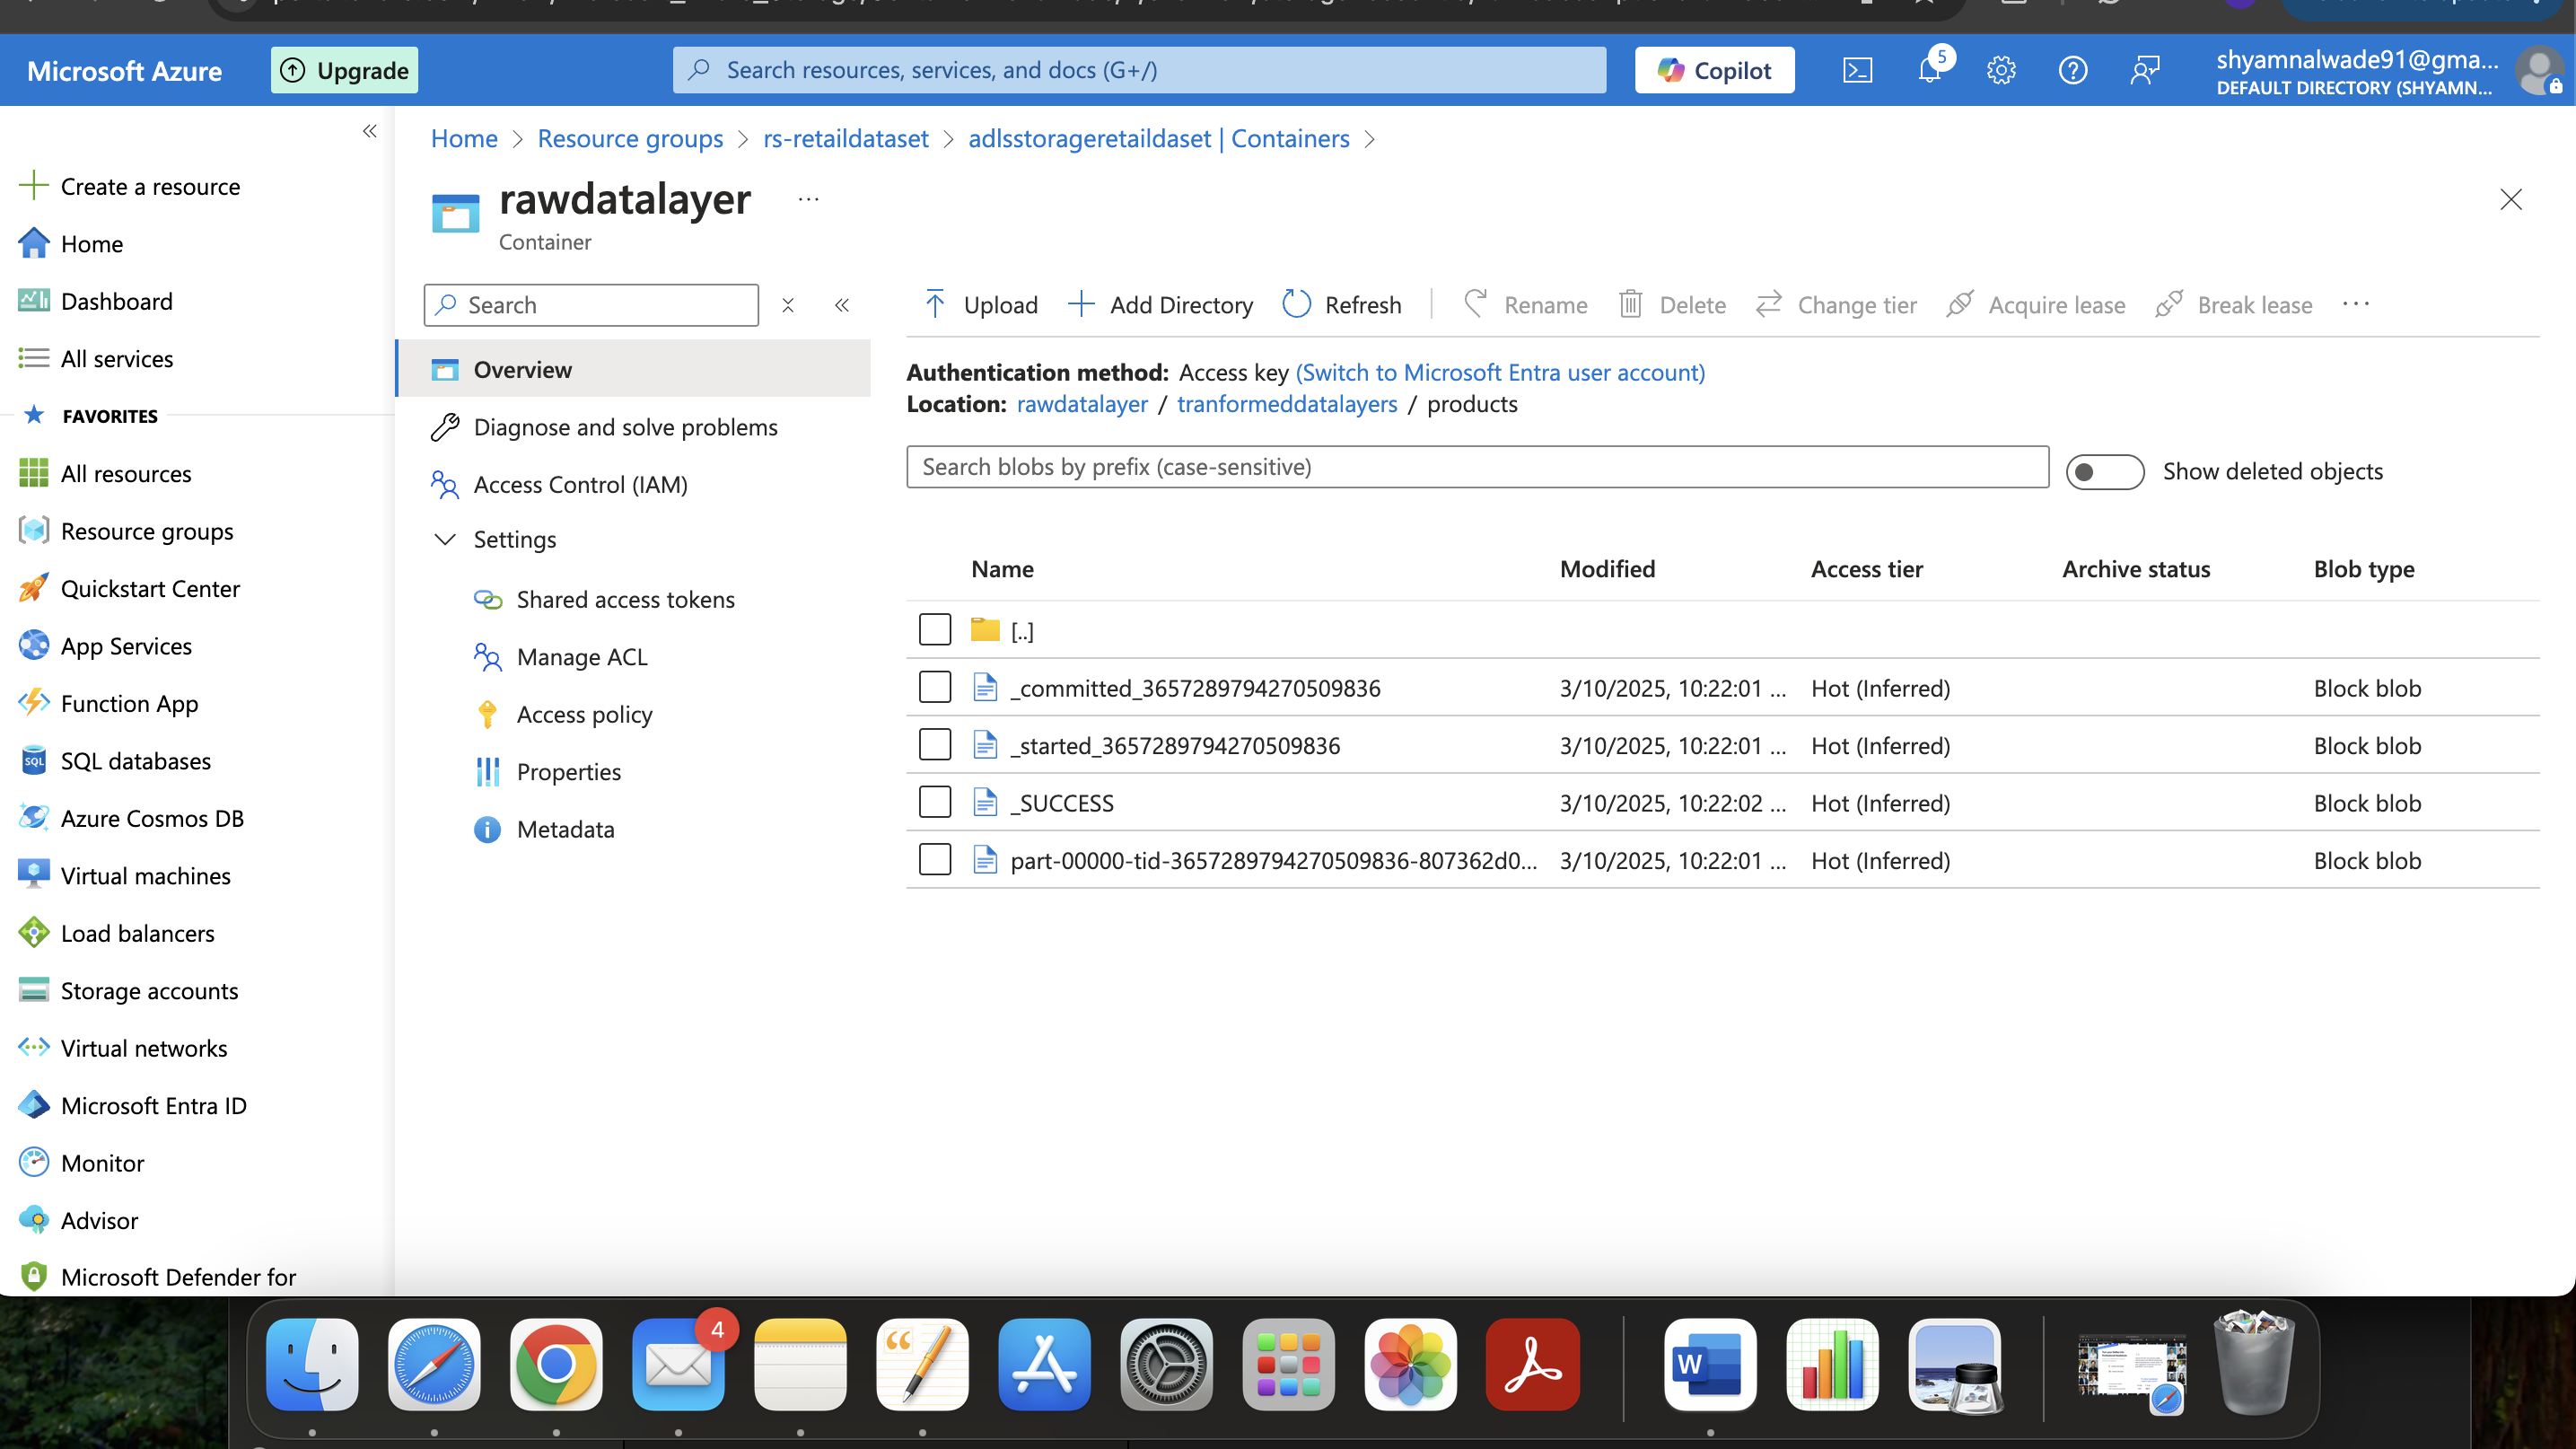 Microsoft Azure
Upgrade
Search resources, services, and docs (G+/)
Copilot
5
shyamnalwade91@gma...
DEFAULT DIRECTORY (SHYAMN...
Home > Resource groups > rs-retaildataset > adlsstorageretaildaset | Containers >
rawdatalayer ...
Container
Create a resource
Home
Dashboard
All services
FAVORITES
All resources
Resource groups
Quickstart Center
App Services
Function App
SQL databases
Azure Cosmos DB
Virtual machines
Load balancers
Storage accounts
Virtual networks
Microsoft Entra ID
Monitor
Advisor
Microsoft Defender for
Search
Overview
Diagnose and solve problems
Access Control (IAM)
Settings
Shared access tokens
Manage ACL
Access policy
Properties
Metadata
Upload Add Directory Refresh Rename Delete Change tier Acquire lease Break lease ...
Authentication method: Access key (Switch to Microsoft Entra user account)
Location: rawdatalayer / tranformeddatalayers / products
Search blobs by prefix (case-sensitive)
Show deleted objects
Name Modified Access tier Archive status Blob type
[..]
_committed_3657289794270509836 3/10/2025, 10:22:01 ... Hot (Inferred) Block blob
_started_3657289794270509836 3/10/2025, 10:22:01 ... Hot (Inferred) Block blob
_SUCCESS 3/10/2025, 10:22:02 ... Hot (Inferred) Block blob
part-00000-tid-3657289794270509836-807362d0... 3/10/2025, 10:22:01 ... Hot (Inferred) Block blob
4
W